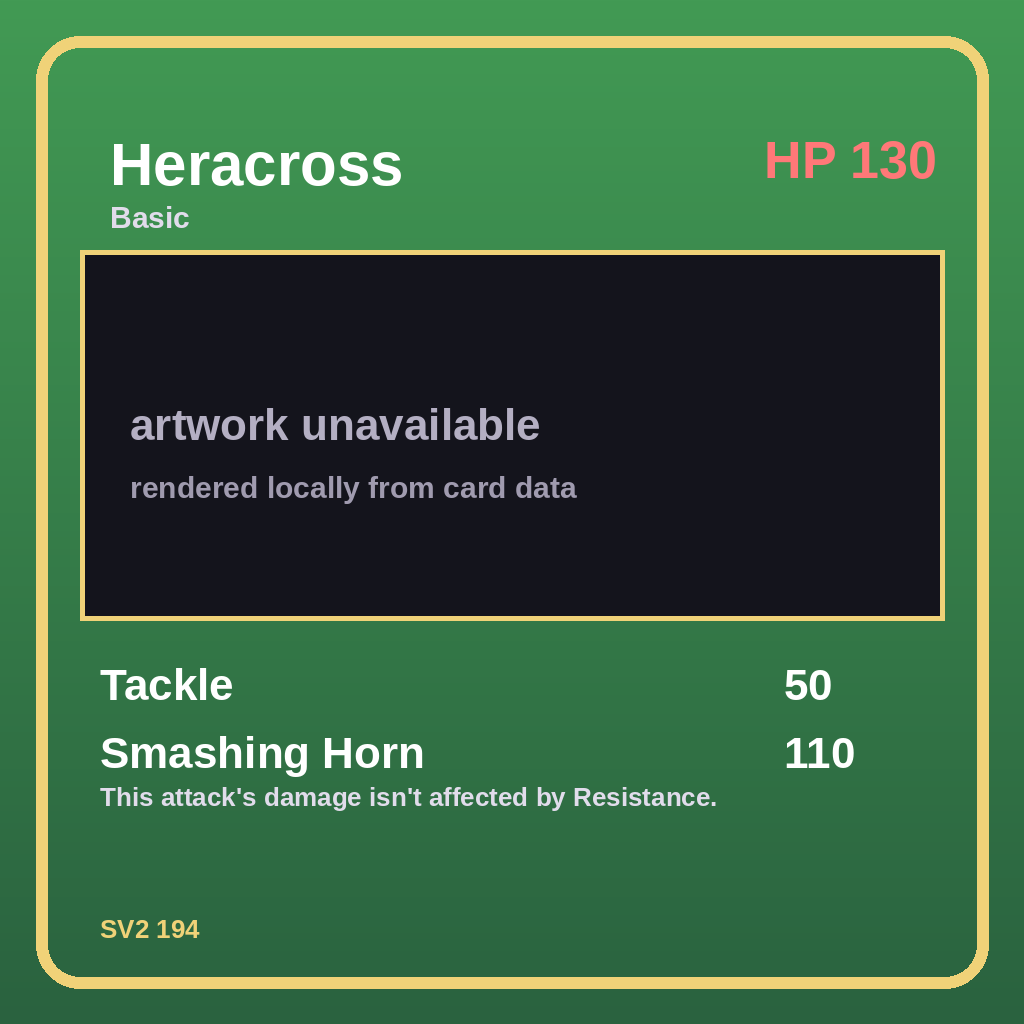 Heracross
HP 130
Basic
artwork unavailable
rendered locally from card data
Tackle 50
Smashing Horn 110
This attack's damage isn't affected by Resistance.
SV2 194